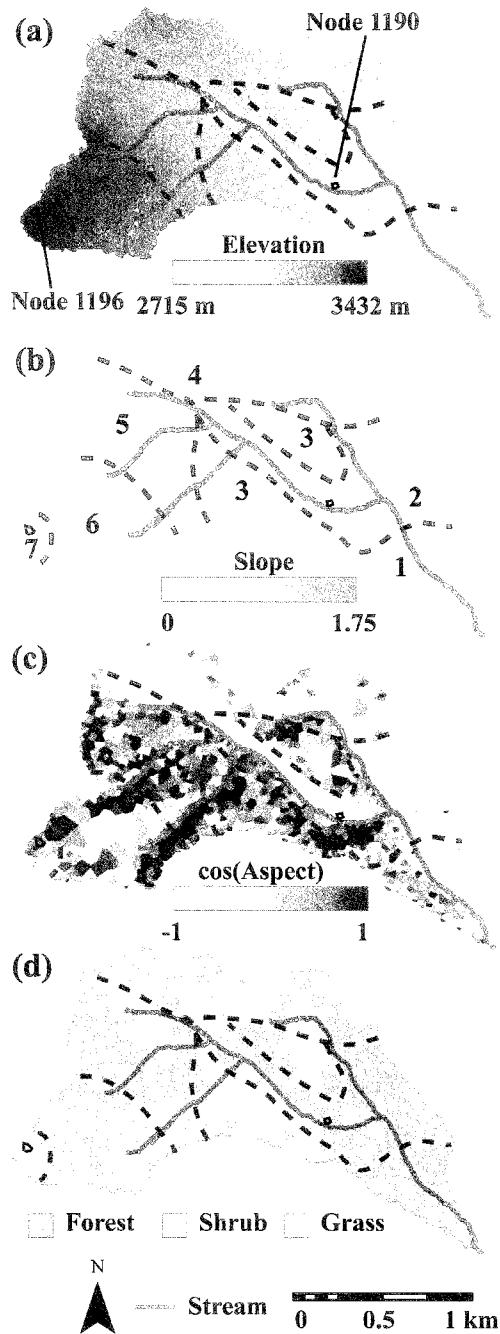 (a)
Node 1190
Elevation
Node 1196
2715 m 3432 m
(b)
4
5
3
3
2
6
7
1
Slope
0 1.75
(c)
cos(Aspect)
-1 1
(d)
Forest Shrub Grass
N
Stream
0 0.5 1 km